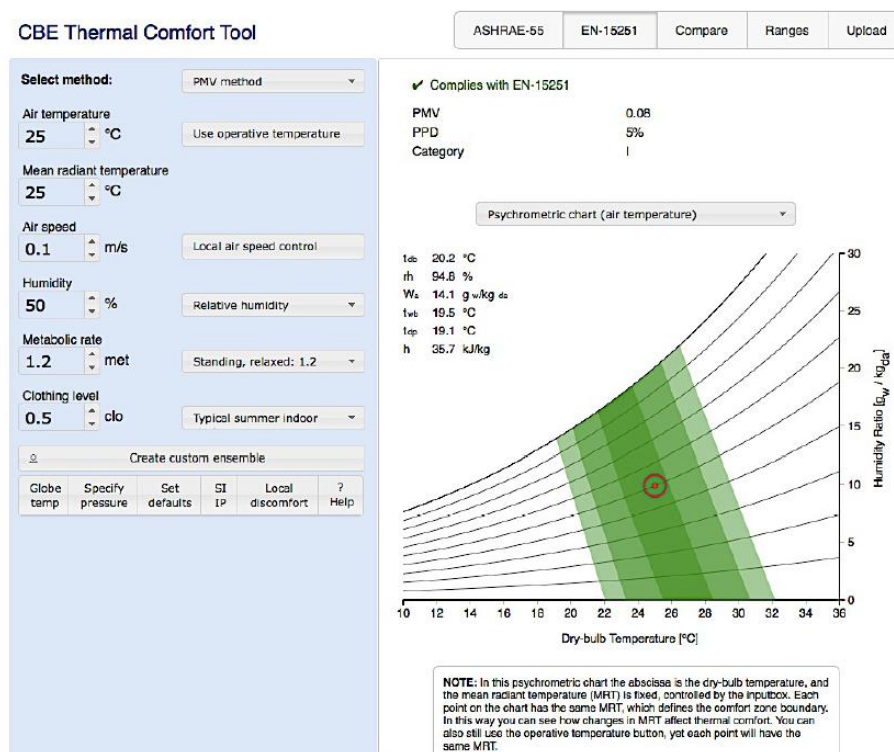 CBE Thermal Comfort Tool
ASHRAE-55 EN-15251 Compare Ranges Upload
Select method: PMV method
Air temperature
25 °C Use operative temperature
Mean radiant temperature
25 °C
Air speed
0.1 m/s Local air speed control
Humidity
50 % Relative humidity
Metabolic rate
1.2 met Standing, relaxed: 1.2
Clothing level
0.5 clo Typical summer indoor
Create custom ensemble
Globe temp Specify pressure Set defaults SI IP Local discomfort ? Help
✔ Complies with EN-15251
PMV 0.08
PPD 5%
Category I
Psychrometric chart (air temperature)
tdb 20.2 °C
rh 94.8 %
Wa 14.1 g w/kg da
twb 19.5 °C
tdp 19.1 °C
h 35.7 kJ/kg
30
25
20
15
10
5
0
Humidity Ratio [gw / kgda]
10 12 14 16 18 20 22 24 26 28 30 32 34 36
Dry-bulb Temperature [°C]
NOTE: In this psychrometric chart the abscissa is the dry-bulb temperature, and
the mean radiant temperature (MRT) is fixed, controlled by the inputbox. Each
point on the chart has the same MRT, which defines the comfort zone boundary.
In this way you can see how changes in MRT affect thermal comfort. You can
also still use the operative temperature button, yet each point will have the
same MRT.